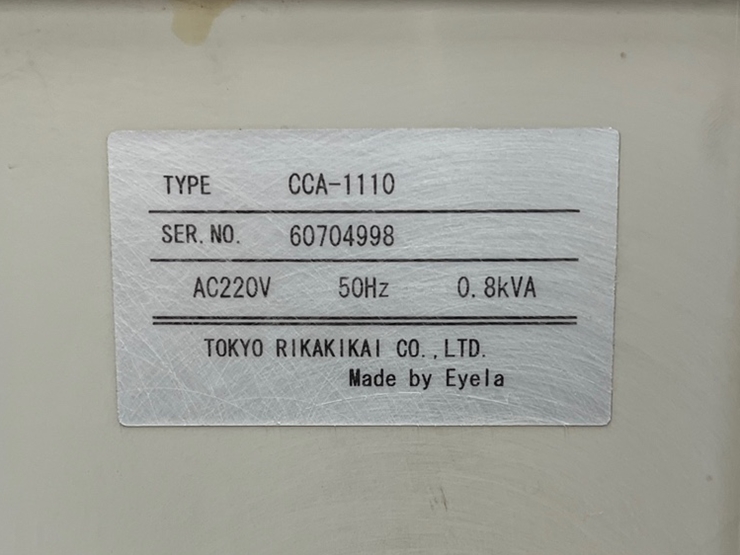 TYPE CCA-1110
SER. NO. 60704998
AC220V 50Hz 0.8kVA
TOKYO RIKAKIKAI CO.,LTD.
Made by Eyela